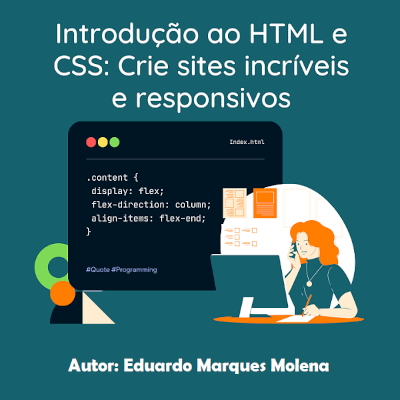 Introdução ao HTML e
CSS: Crie sites incríveis
e responsivos
Index.html
.content {
display: flex;
flex-direction: column;
align-items: flex-end;
}
#Quote #Programming
Autor: Eduardo Marques Molena